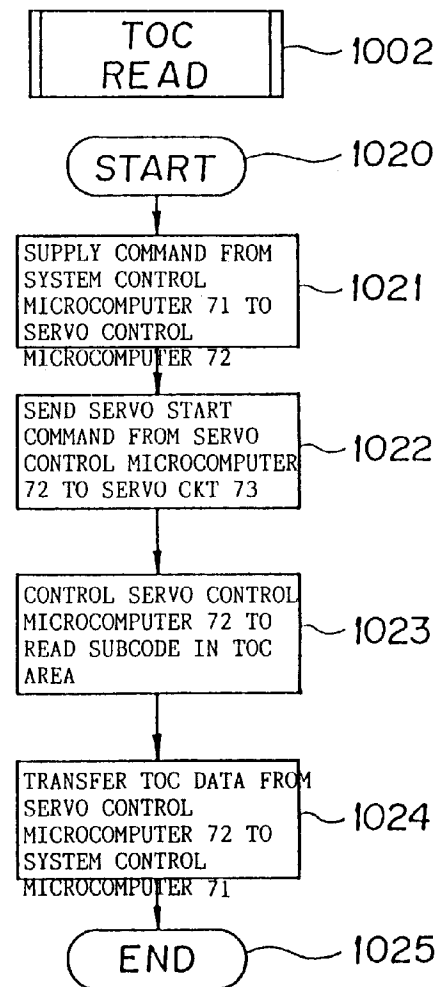 TOC
READ
1002
START
1020
SUPPLY COMMAND FROM
SYSTEM CONTROL
MICROCOMPUTER 71 TO
SERVO CONTROL
MICROCOMPUTER 72
1021
SEND SERVO START
COMMAND FROM SERVO
CONTROL MICROCOMPUTER
72 TO SERVO CKT 73
1022
CONTROL SERVO CONTROL
MICROCOMPUTER 72 TO
READ SUBCODE IN TOC
AREA
1023
TRANSFER TOC DATA FROM
SERVO CONTROL
MICROCOMPUTER 72 TO
SYSTEM CONTROL
MICROCOMPUTER 71
1024
END
1025